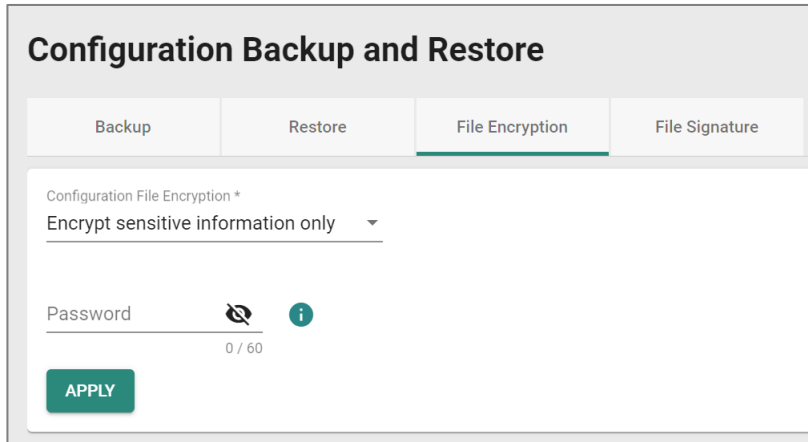 Configuration Backup and Restore
Backup Restore File Encryption File Signature
Configuration File Encryption *
Encrypt sensitive information only
Password
0 / 60
APPLY